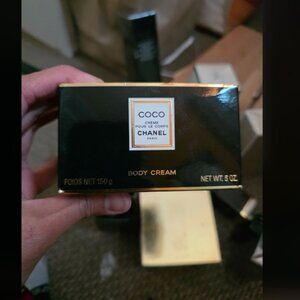 COCO
CRÈME
POUR LE CORPS
CHANEL
PARIS
BODY CREAM
POIDS NET 150 g
NET WT. 5 OZ.